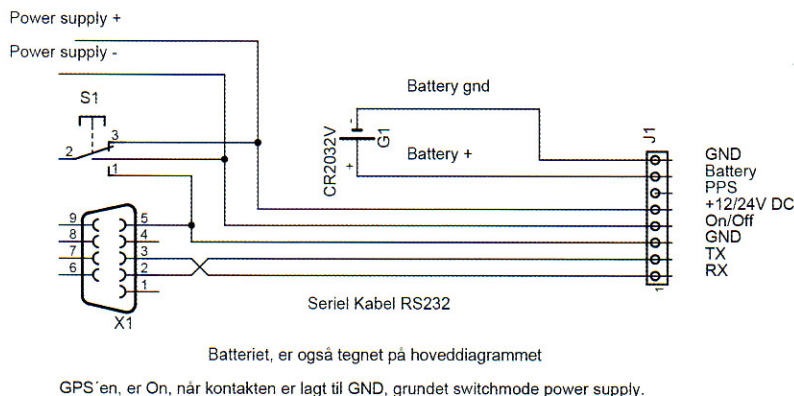 Power supply +
Power supply -
S1
3
2
1
Battery gnd
-
G1
+
CR2032V
Battery +
J1
GND
Battery
PPS
+12/24V DC
On/Off
GND
TX
RX
1
9
8
7
6
5
4
3
2
1
X1
Seriel Kabel RS232
Batteriet, er også tegnet på hoveddiagrammet
GPS´en, er On, når kontakten er lagt til GND, grundet switchmode power supply.